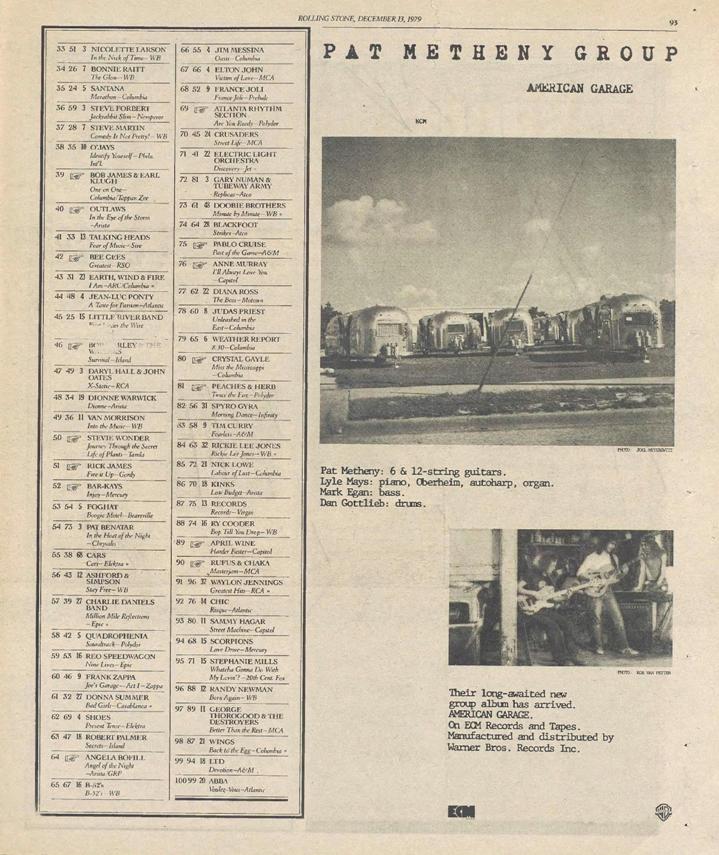 ROLLING STONE, DECEMBER 13, 1979
93
33 51 3 NICOLETTE LARSON
In the Nick of Time—WB
34 26 7 BONNIE RAITT
The Glow—WB
35 24 5 SANTANA
Marathon—Columbia
36 59 3 STEVE FORBERT
Jackrabbit Slim—Nemperor
37 28 7 STEVE MARTIN
Comedy Is Not Pretty!—WB
38 35 10 O'JAYS
Identify Yourself—Phila.
Int'l.
39 BOB JAMES & EARL
KLUGH
One on One—
Columbia/Tappan Zee
40 OUTLAWS
In the Eye of the Storm
—Arista
41 33 13 TALKING HEADS
Fear of Music—Sire
42 BEE GEES
Greatest—RSO
43 31 23 EARTH, WIND & FIRE
I Am—ARC/Columbia
44 48 4 JEAN-LUC PONTY
A Taste for Passion—Atlantic
45 25 15 LITTLE RIVER BAND
the Wire
46
Survival—Island
47 49 3 DARYL HALL & JOHN
OATES
X-Static—RCA
48 34 19 DIONNE WARWICK
Dionne—Arista
49 36 11 VAN MORRISON
Into the Music—WB
50 STEVIE WONDER
Journey Through the Secret
Life of Plants—Tamla
51 RICK JAMES
Fire it Up—Gordy
52 BAR-KAYS
Injoy—Mercury
53 54 5 FOGHAT
Boogie Motel—Bearsville
54 73 3 PAT BENATAR
In the Heat of the Night
—Chrysalis
55 38 68 CARS
Cars—Elektra
56 43 12 ASHFORD &
SIMPSON
Stay Free—WB
57 39 27 CHARLIE DANIELS
BAND
Million Mile Reflections
—Epic
58 42 5 QUADROPHENIA
Soundtrack—Polydor
59 53 16 REO SPEEDWAGON
Nine Lives—Epic
60 46 9 FRANK ZAPPA
Joe's Garage—Act I—Zappa
61 32 27 DONNA SUMMER
Bad Girls—Casablanca
62 69 4 SHOES
Present Tense—Elektra
63 47 18 ROBERT PALMER
Secrets—Island
64 ANGELA BOFILL
Angel of the Night
—Arista/GRP
65 67 16 B-52's
B-52's—WB
66 55 4 JIM MESSINA
Oasis—Columbia
67 66 4 ELTON JOHN
Victim of Love—MCA
68 52 9 FRANCE JOLI
France Joli—Prelude
69 ATLANTA RHYTHM
SECTION
Are You Ready—Polydor
70 45 24 CRUSADERS
Street Life—MCA
71 41 22 ELECTRIC LIGHT
ORCHESTRA
Discovery—Jet
72 81 3 GARY NUMAN &
TUBEWAY ARMY
Replicas—Atco
73 61 48 DOOBIE BROTHERS
Minute by Minute—WB
74 64 28 BLACKFOOT
Strikes—Atco
75 PABLO CRUISE
Part of the Game—A&M
76 ANNE MURRAY
I'll Always Love You
—Capitol
77 62 22 DIANA ROSS
The Boss—Motown
78 60 8 JUDAS PRIEST
Unleashed in the
East—Columbia
79 65 6 WEATHER REPORT
8:30—Columbia
80 CRYSTAL GAYLE
Miss the Mississippi
—Columbia
81 PEACHES & HERB
Twice the Fire—Polydor
82 56 31 SPYRO GYRA
Morning Dance—Infinity
83 58 9 TIM CURRY
Fearless—A&M
84 63 32 RICKIE LEE JONES
Rickie Lee Jones—WB
85 72 21 NICK LOWE
Labour of Lust—Columbia
86 70 18 KINKS
Low Budget—Arista
87 75 13 RECORDS
Records—Virgin
88 74 16 RY COODER
Bop Till You Drop—WB
89 APRIL WINE
Harder Faster—Capitol
90 RUFUS & CHAKA
Masterjam—MCA
91 96 37 WAYLON JENNINGS
Greatest Hits—RCA
92 76 14 CHIC
Risque—Atlantic
93 80 11 SAMMY HAGAR
Street Machine—Capitol
94 68 15 SCORPIONS
Love Drive—Mercury
95 71 15 STEPHANIE MILLS
Whatcha Gonna Do With
My Lovin'?—20th Cent. Fox
96 88 12 RANDY NEWMAN
Born Again—WB
97 89 11 GEORGE
THOROGOOD & THE
DESTROYERS
Better Than the Rest—MCA
98 87 21 WINGS
Back to the Egg—Columbia
99 94 18 LTD
Devotion—A&M
100 99 20 ABBA
Voulez-Vous—Atlantic
PAT METHENY GROUP
AMERICAN GARAGE
ECM
PHOTO: JOEL MEYEROWITZ
Pat Metheny: 6 & 12-string guitars.
Lyle Mays: piano, Oberheim, autoharp, organ.
Mark Egan: bass.
Dan Gottlieb: drums.
PHOTO: ROB VAN PETTEN
Their long-awaited new
group album has arrived.
AMERICAN GARAGE.
On ECM Records and Tapes.
Manufactured and distributed by
Warner Bros. Records Inc.
ECM